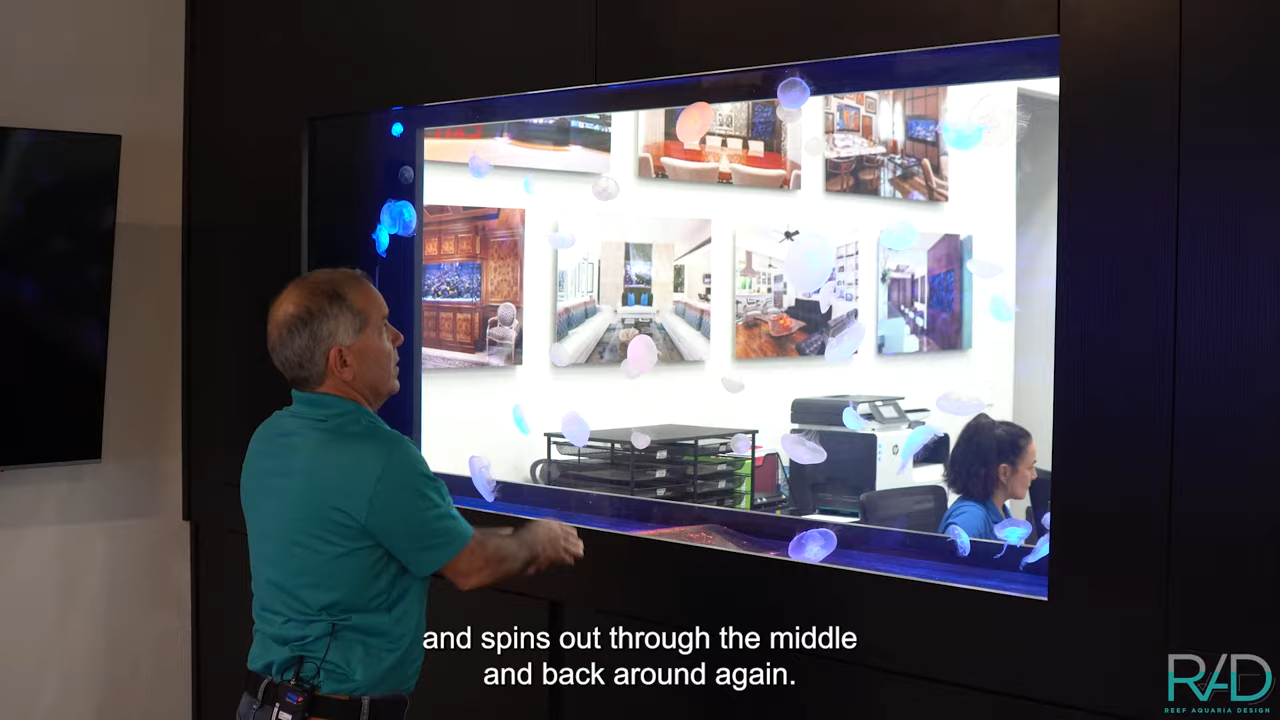 and spins out through the middle
and back around again.
RAD
REEF AQUARIA DESIGN